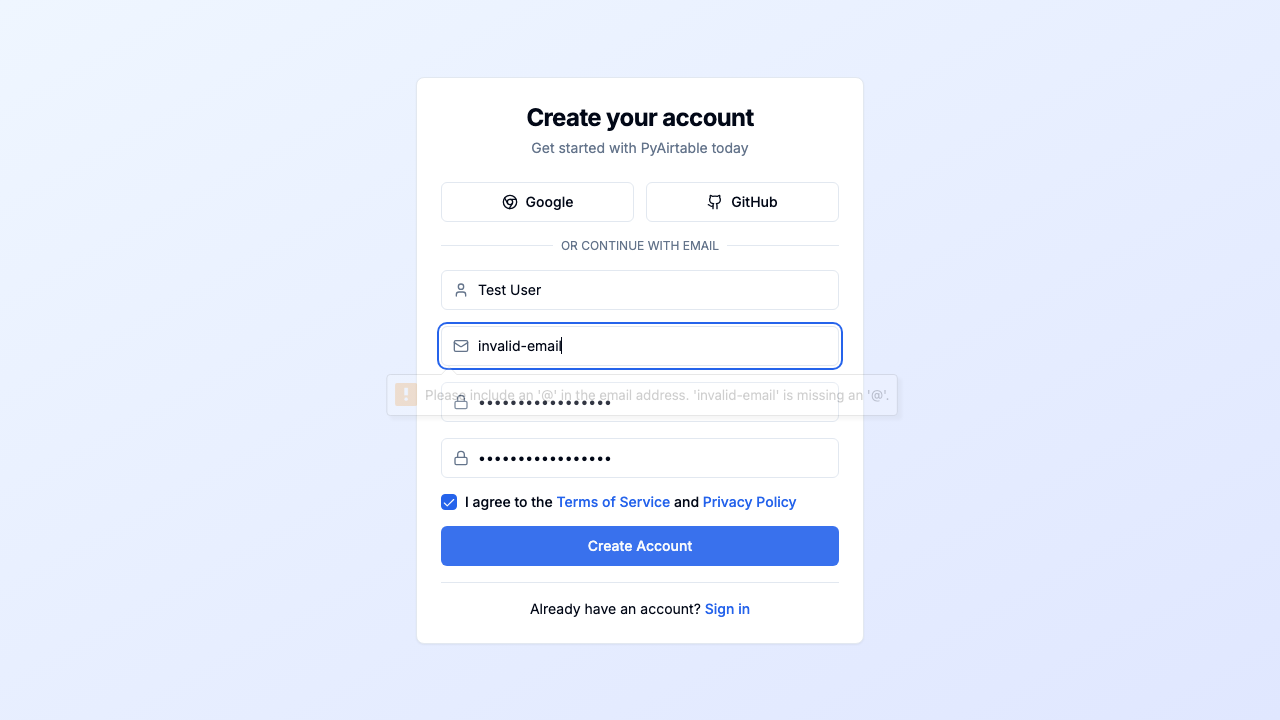 Create your account
Get started with PyAirtable today
Google
GitHub
OR CONTINUE WITH EMAIL
Test User
invalid-email
Please include an '@' in the email address. 'invalid-email' is missing an '@'.
•••••••••••••••••
•••••••••••••••••
I agree to the Terms of Service and Privacy Policy
Create Account
Already have an account? Sign in